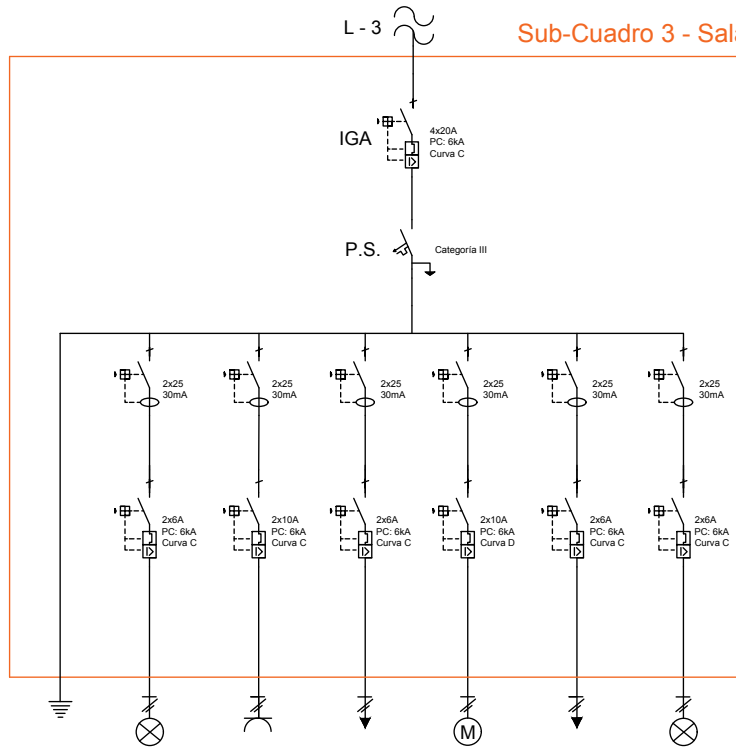 L - 3
Sub-Cuadro 3 - Sala
IGA
4x20A
PC: 6kA
Curva C
P.S.
Categoría III
2x25
30mA
2x25
30mA
2x25
30mA
2x25
30mA
2x25
30mA
2x25
30mA
2x6A
PC: 6kA
Curva C
2x10A
PC: 6kA
Curva C
2x6A
PC: 6kA
Curva C
2x10A
PC: 6kA
Curva D
2x6A
PC: 6kA
Curva C
2x6A
PC: 6kA
Curva C
M